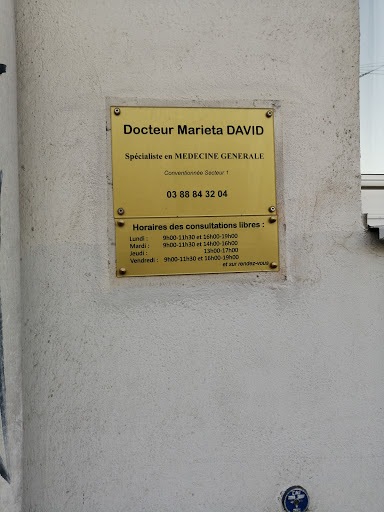 Docteur Marieta DAVID
Spécialiste en MEDECINE GENERALE
Conventionnée Secteur 1
03 88 84 32 04
Horaires des consultations libres :
Lundi : 9h00-11h30 et 16h00-19h00
Mardi : 9h00-11h30 et 14h00-16h00
Jeudi : 13h00-17h00
Vendredi : 9h00-11h30 et 16h00-19h00
et sur rendez-vous